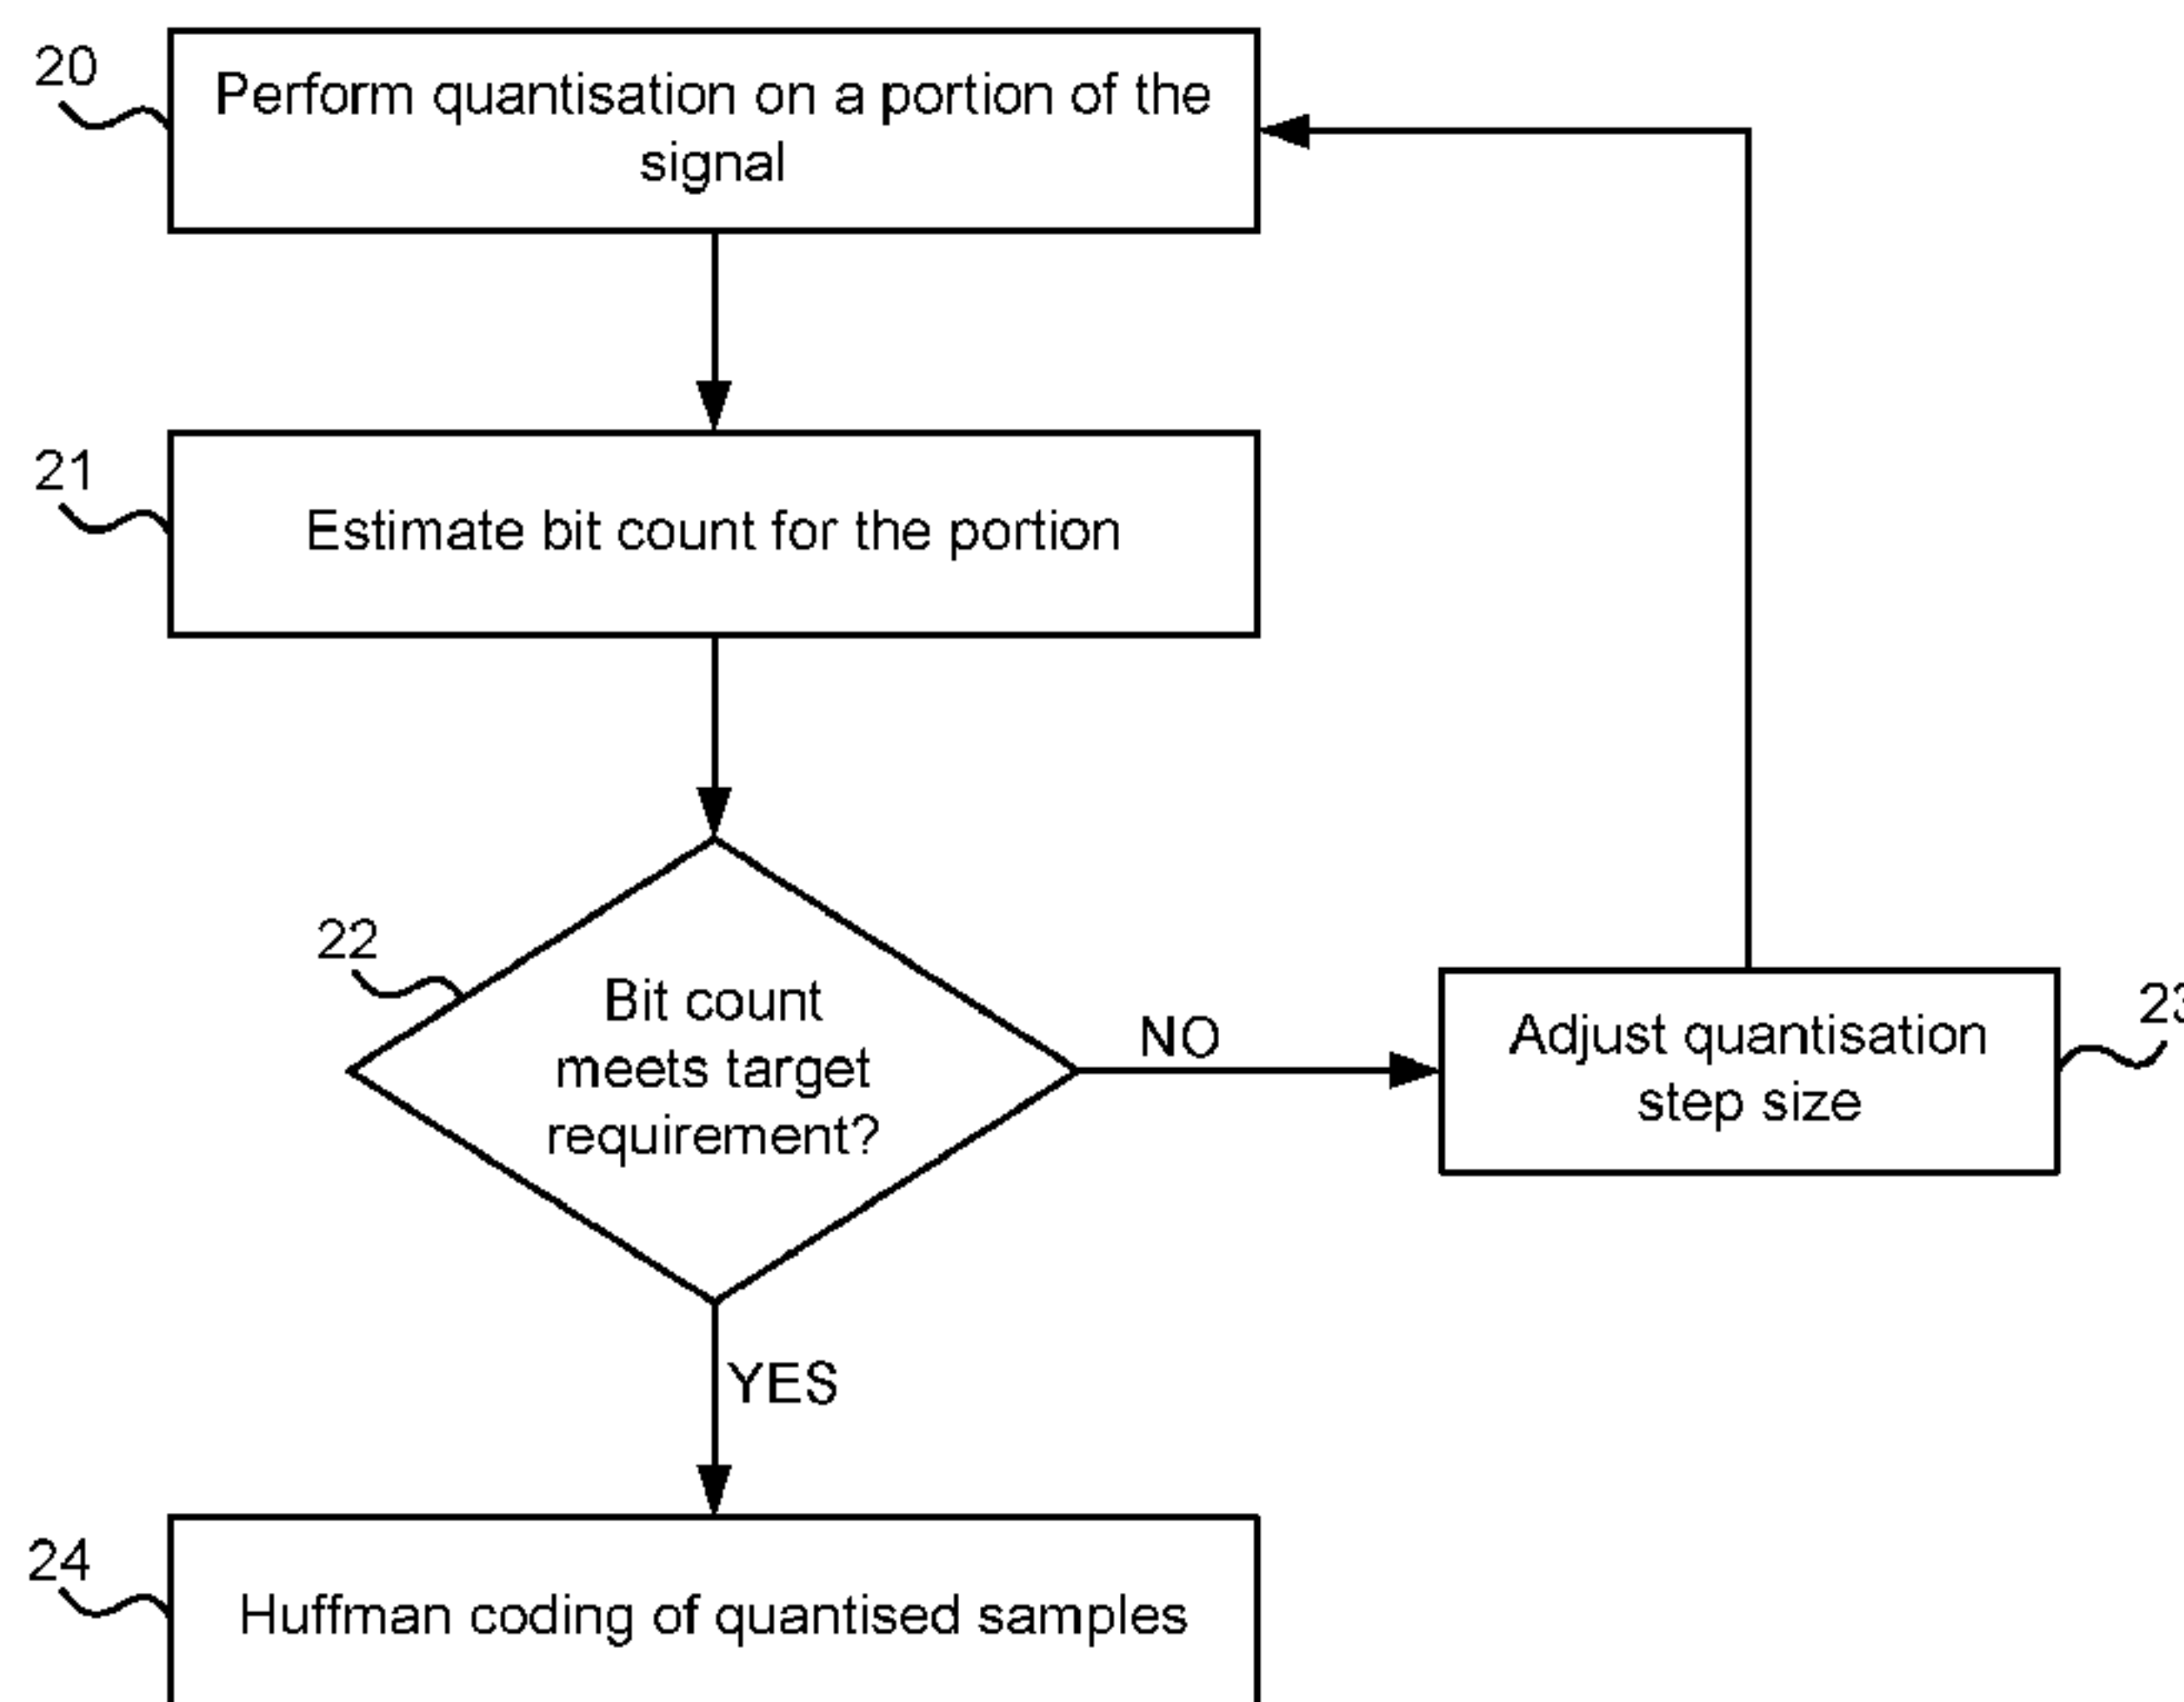 20
Perform quantisation on a portion of the
signal
21
Estimate bit count for the portion
22
Bit count
meets target
requirement?
NO
Adjust quantisation
step size
23
YES
24
Huffman coding of quantised samples